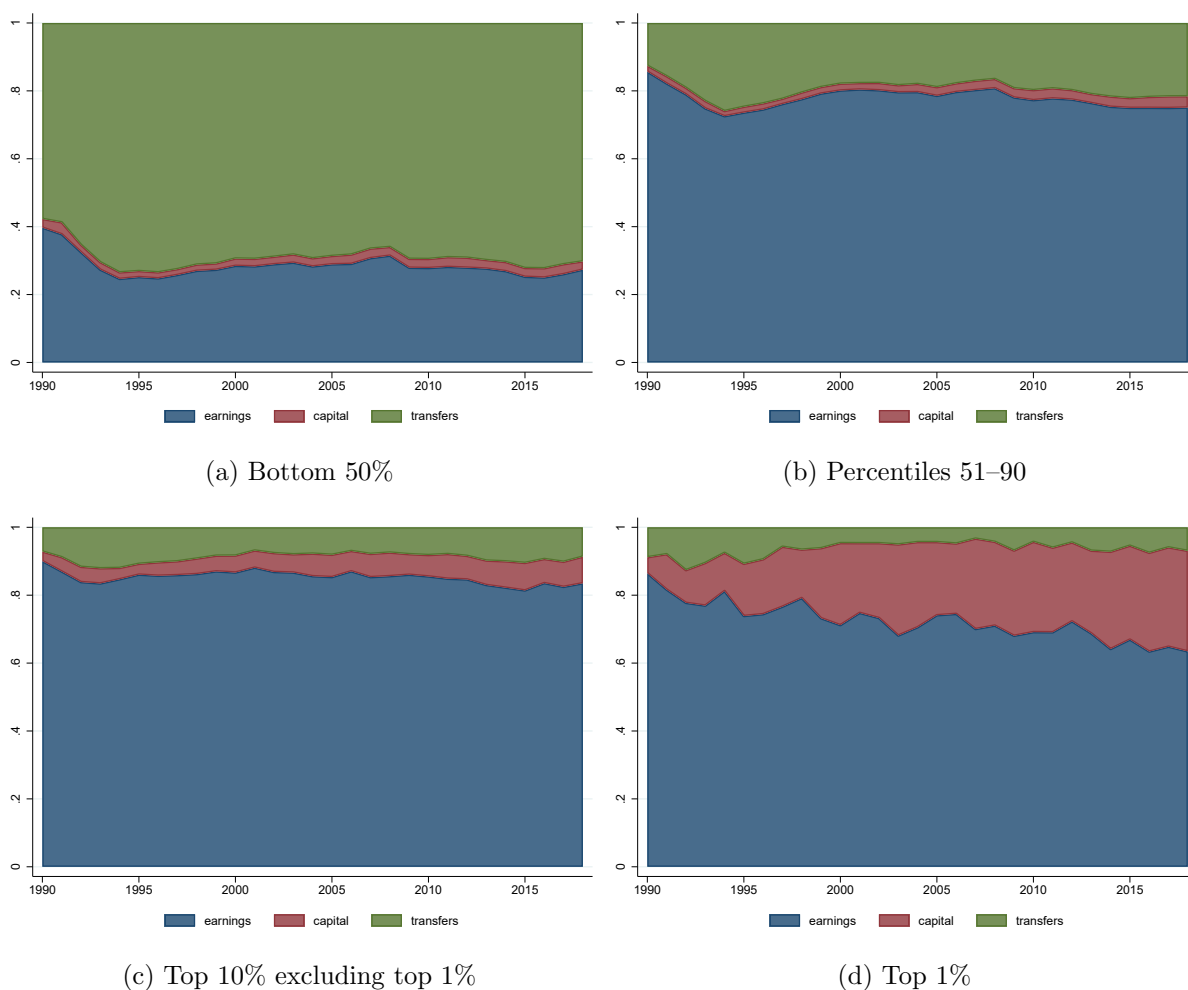 1
.8
.6
.4
.2
0
1990 1995 2000 2005 2010 2015
earnings capital transfers
(a) Bottom 50%
1
.8
.6
.4
.2
0
1990 1995 2000 2005 2010 2015
earnings capital transfers
(b) Percentiles 51–90
1
.8
.6
.4
.2
0
1990 1995 2000 2005 2010 2015
earnings capital transfers
(c) Top 10% excluding top 1%
1
.8
.6
.4
.2
0
1990 1995 2000 2005 2010 2015
earnings capital transfers
(d) Top 1%